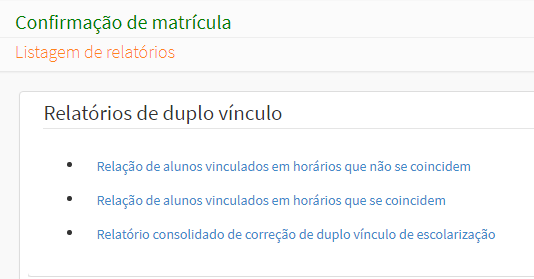 Confirmação de matrícula
Listagem de relatórios
Relatórios de duplo vínculo
Relação de alunos vinculados em horários que não se coincidem
Relação de alunos vinculados em horários que se coincidem
Relatório consolidado de correção de duplo vínculo de escolarização